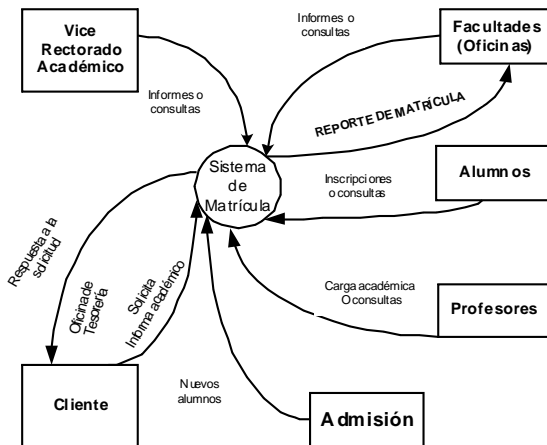 Vice
Rectorado
Académico
Informes o
consultas
Informes o
consultas
Facultades
(Oficinas)
REPORTE DE MATRÍCULA
Sistema
de
Matrícula
Inscripciones
o consultas
Alumnos
Carga académica
O consultas
Profesores
Respuesta a la
solicitud
Oficina de
Tesorería
Solicita
Informa académico
Cliente
Nuevos
alumnos
Admisión